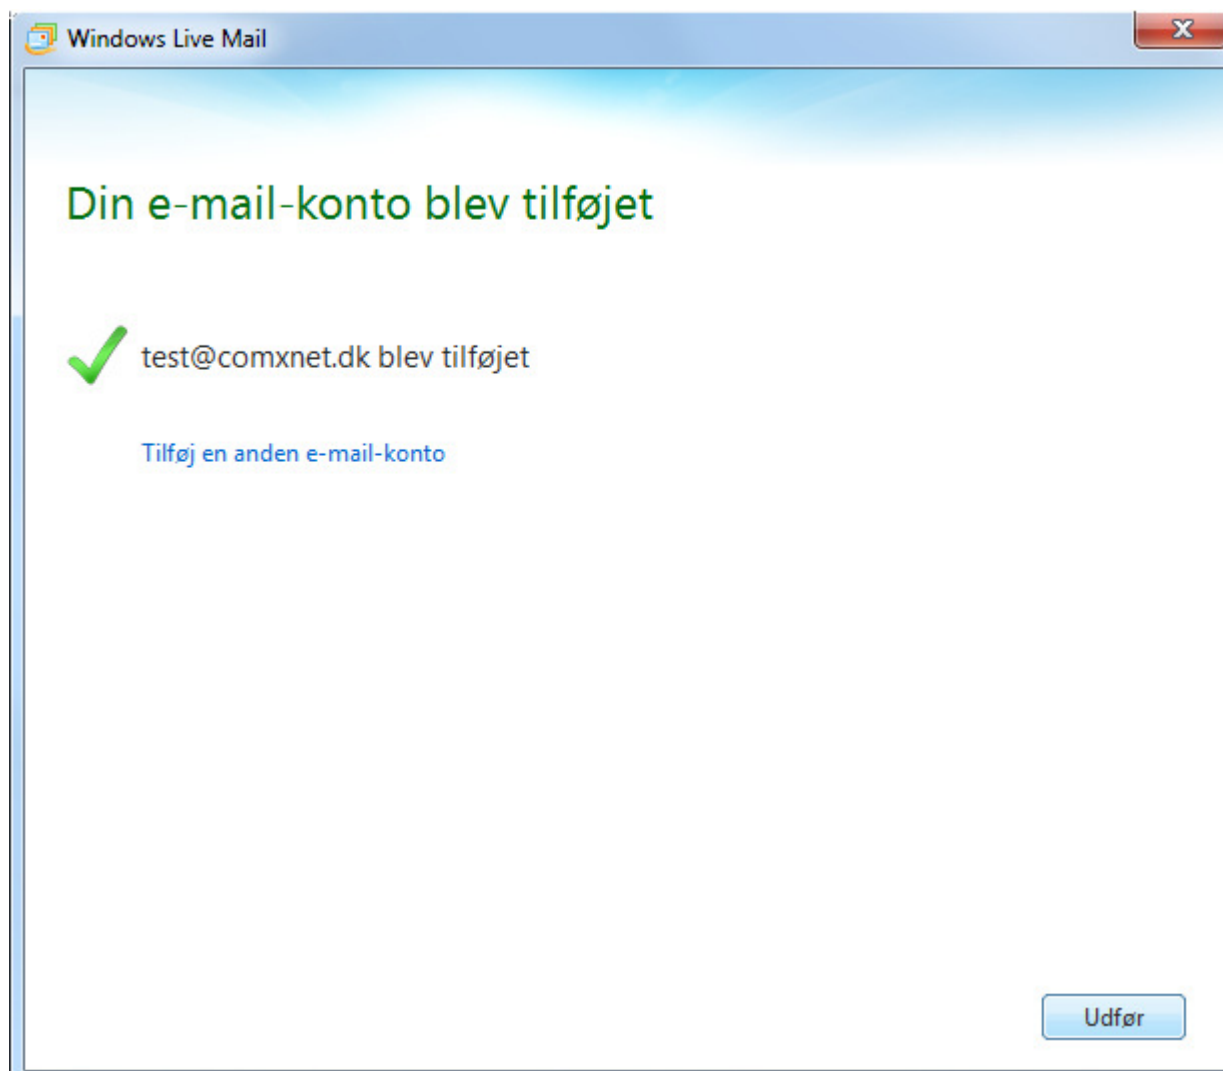 Windows Live Mail
Din e-mail-konto blev tilføjet
test@comxnet.dk blev tilføjet
Tilføj en anden e-mail-konto
Udfør